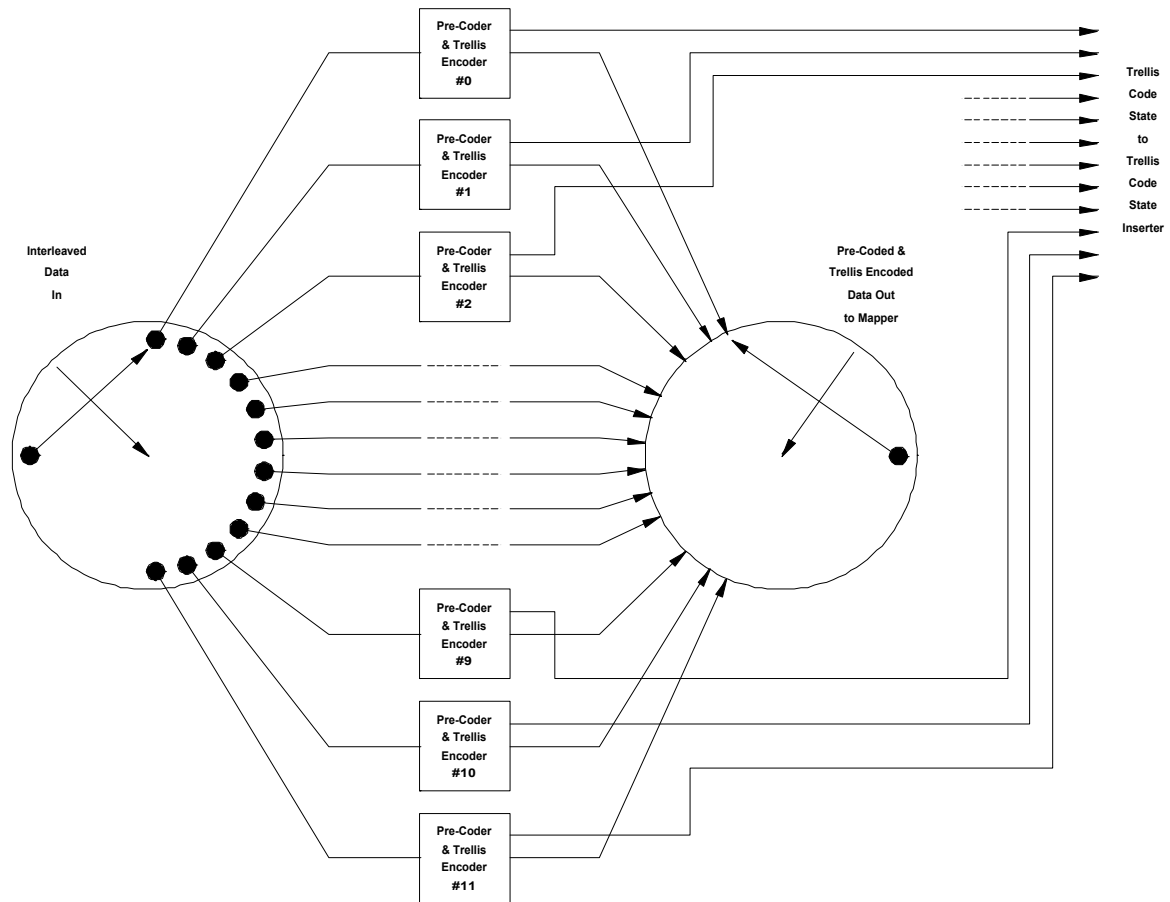 Pre-Coder
& Trellis
Encoder
#0
Pre-Coder
& Trellis
Encoder
#1
Pre-Coder
& Trellis
Encoder
#2
Trellis
Code
State
to
Trellis
Code
State
Inserter
Interleaved
Data
In
Pre-Coded &
Trellis Encoded
Data Out
to Mapper
Pre-Coder
& Trellis
Encoder
#9
Pre-Coder
& Trellis
Encoder
#10
Pre-Coder
& Trellis
Encoder
#11